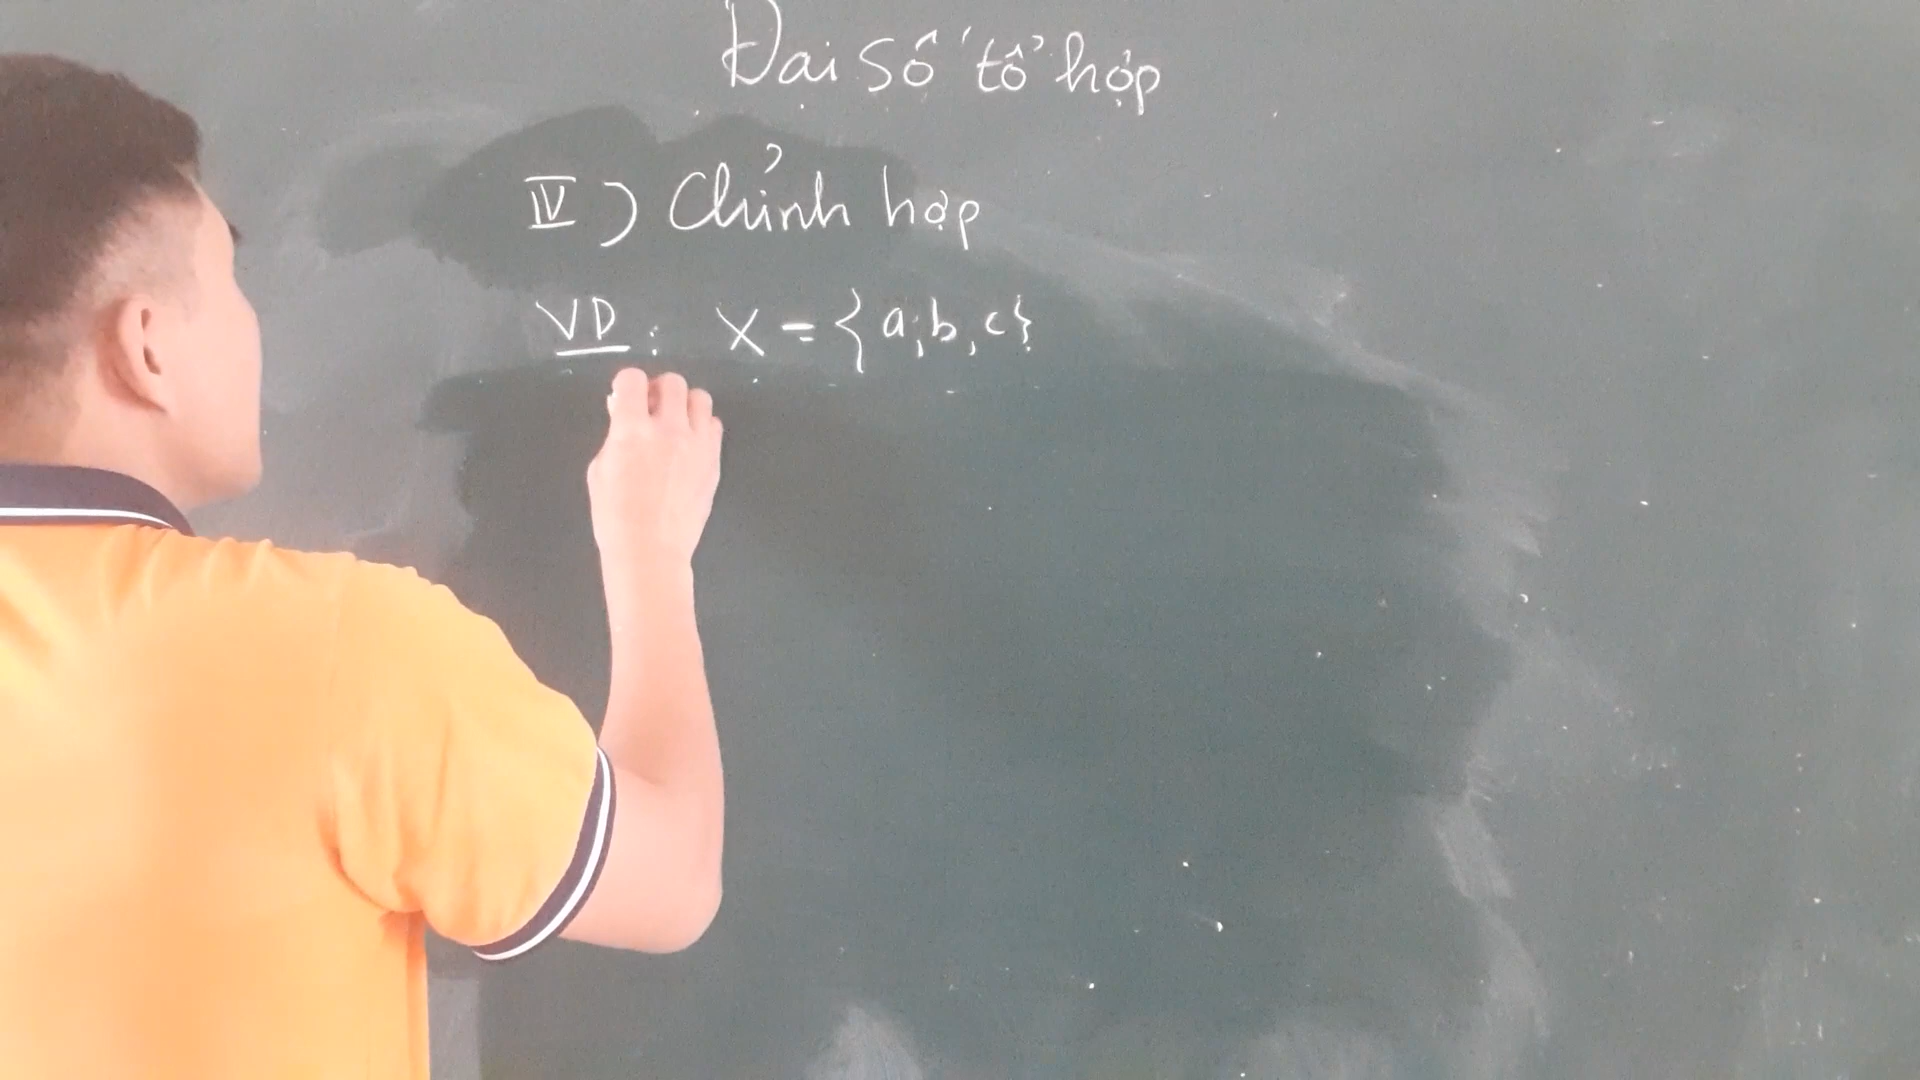 Đại số tổ hợp
IV) Chỉnh hợp
VD: X = {a;b,c}